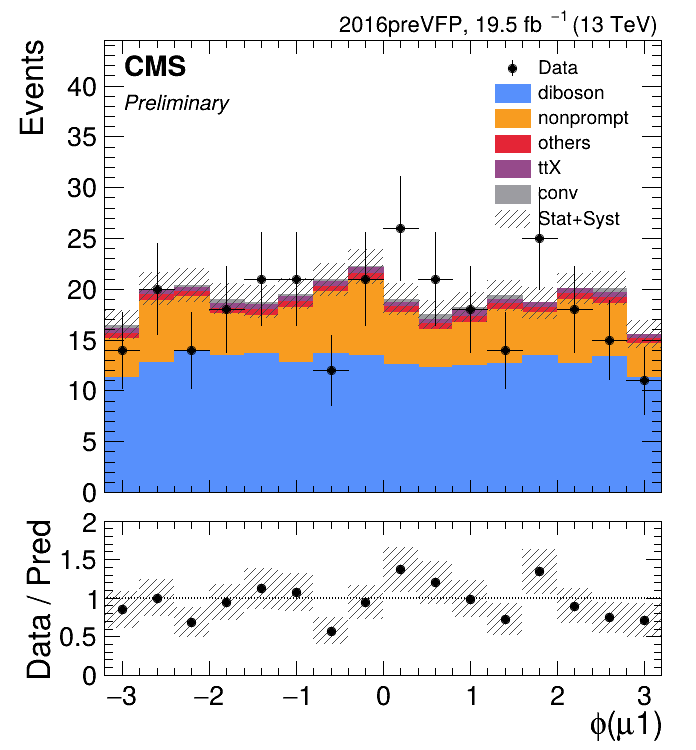 2016preVFP, 19.5 fb⁻¹ (13 TeV)
Events
CMS
Preliminary
Data
diboson
nonprompt
others
ttX
conv
Stat+Syst
40
35
30
25
20
15
10
5
0
Data / Pred
2
1.5
1
0.5
0
−3 −2 −1 0 1 2 3
ϕ(μ1)